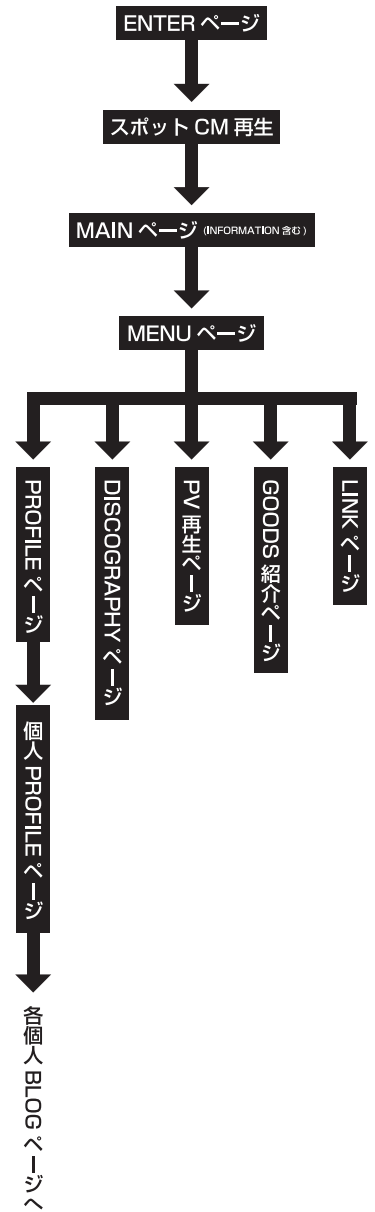 ENTER ページ
スポット CM 再生
MAIN ページ (INFORMATION 含む)
MENU ページ
PROFILE ページ
DISCOGRAPHY ページ
PV 再生ページ
GOODS 紹介ページ
LINK ページ
個人 PROFILE ページ
各個人 BLOG ページへ